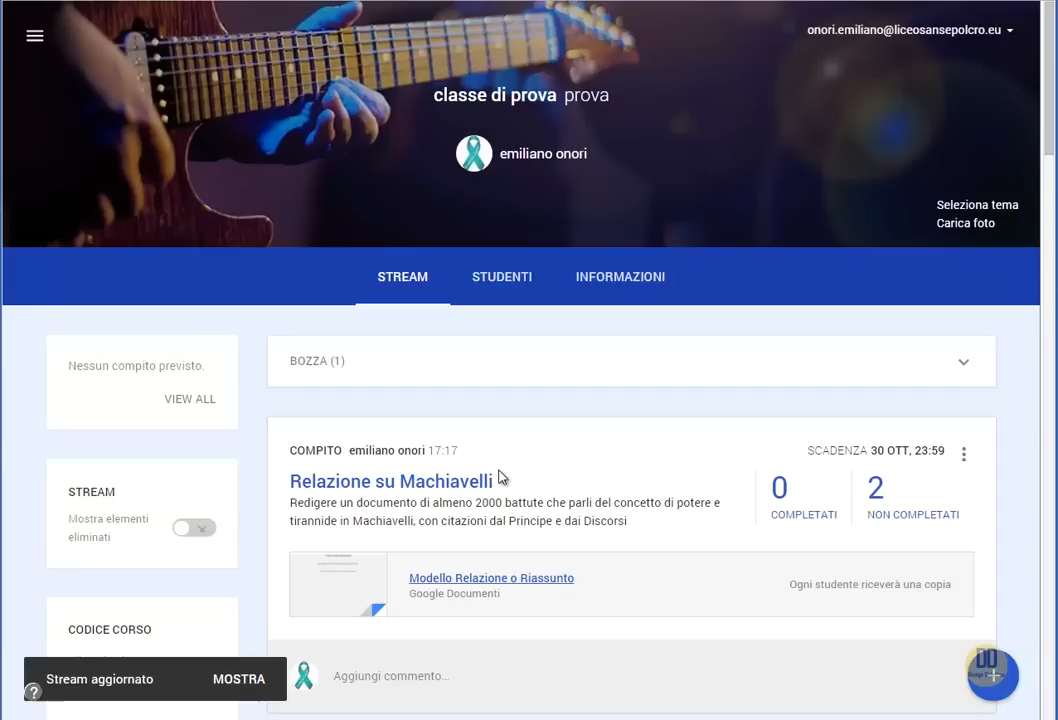 onori.emiliano@liceosansepolcro.eu
classe di prova prova
emiliano onori
Seleziona tema
Carica foto
STREAM STUDENTI INFORMAZIONI
Nessun compito previsto.
VIEW ALL
STREAM
Mostra elementi
eliminati
CODICE CORSO
BOZZA (1)
COMPITO emiliano onori 17:17
SCADENZA 30 OTT, 23:59
Relazione su Machiavelli
Redigere un documento di almeno 2000 battute che parli del concetto di potere e
tirannide in Machiavelli, con citazioni dal Principe e dai Discorsi
0
COMPLETATI
2
NON COMPLETATI
Modello Relazione o Riassunto
Google Documenti
Ogni studente riceverà una copia
Aggiungi commento...
Stream aggiornato MOSTRA
?
DD
+